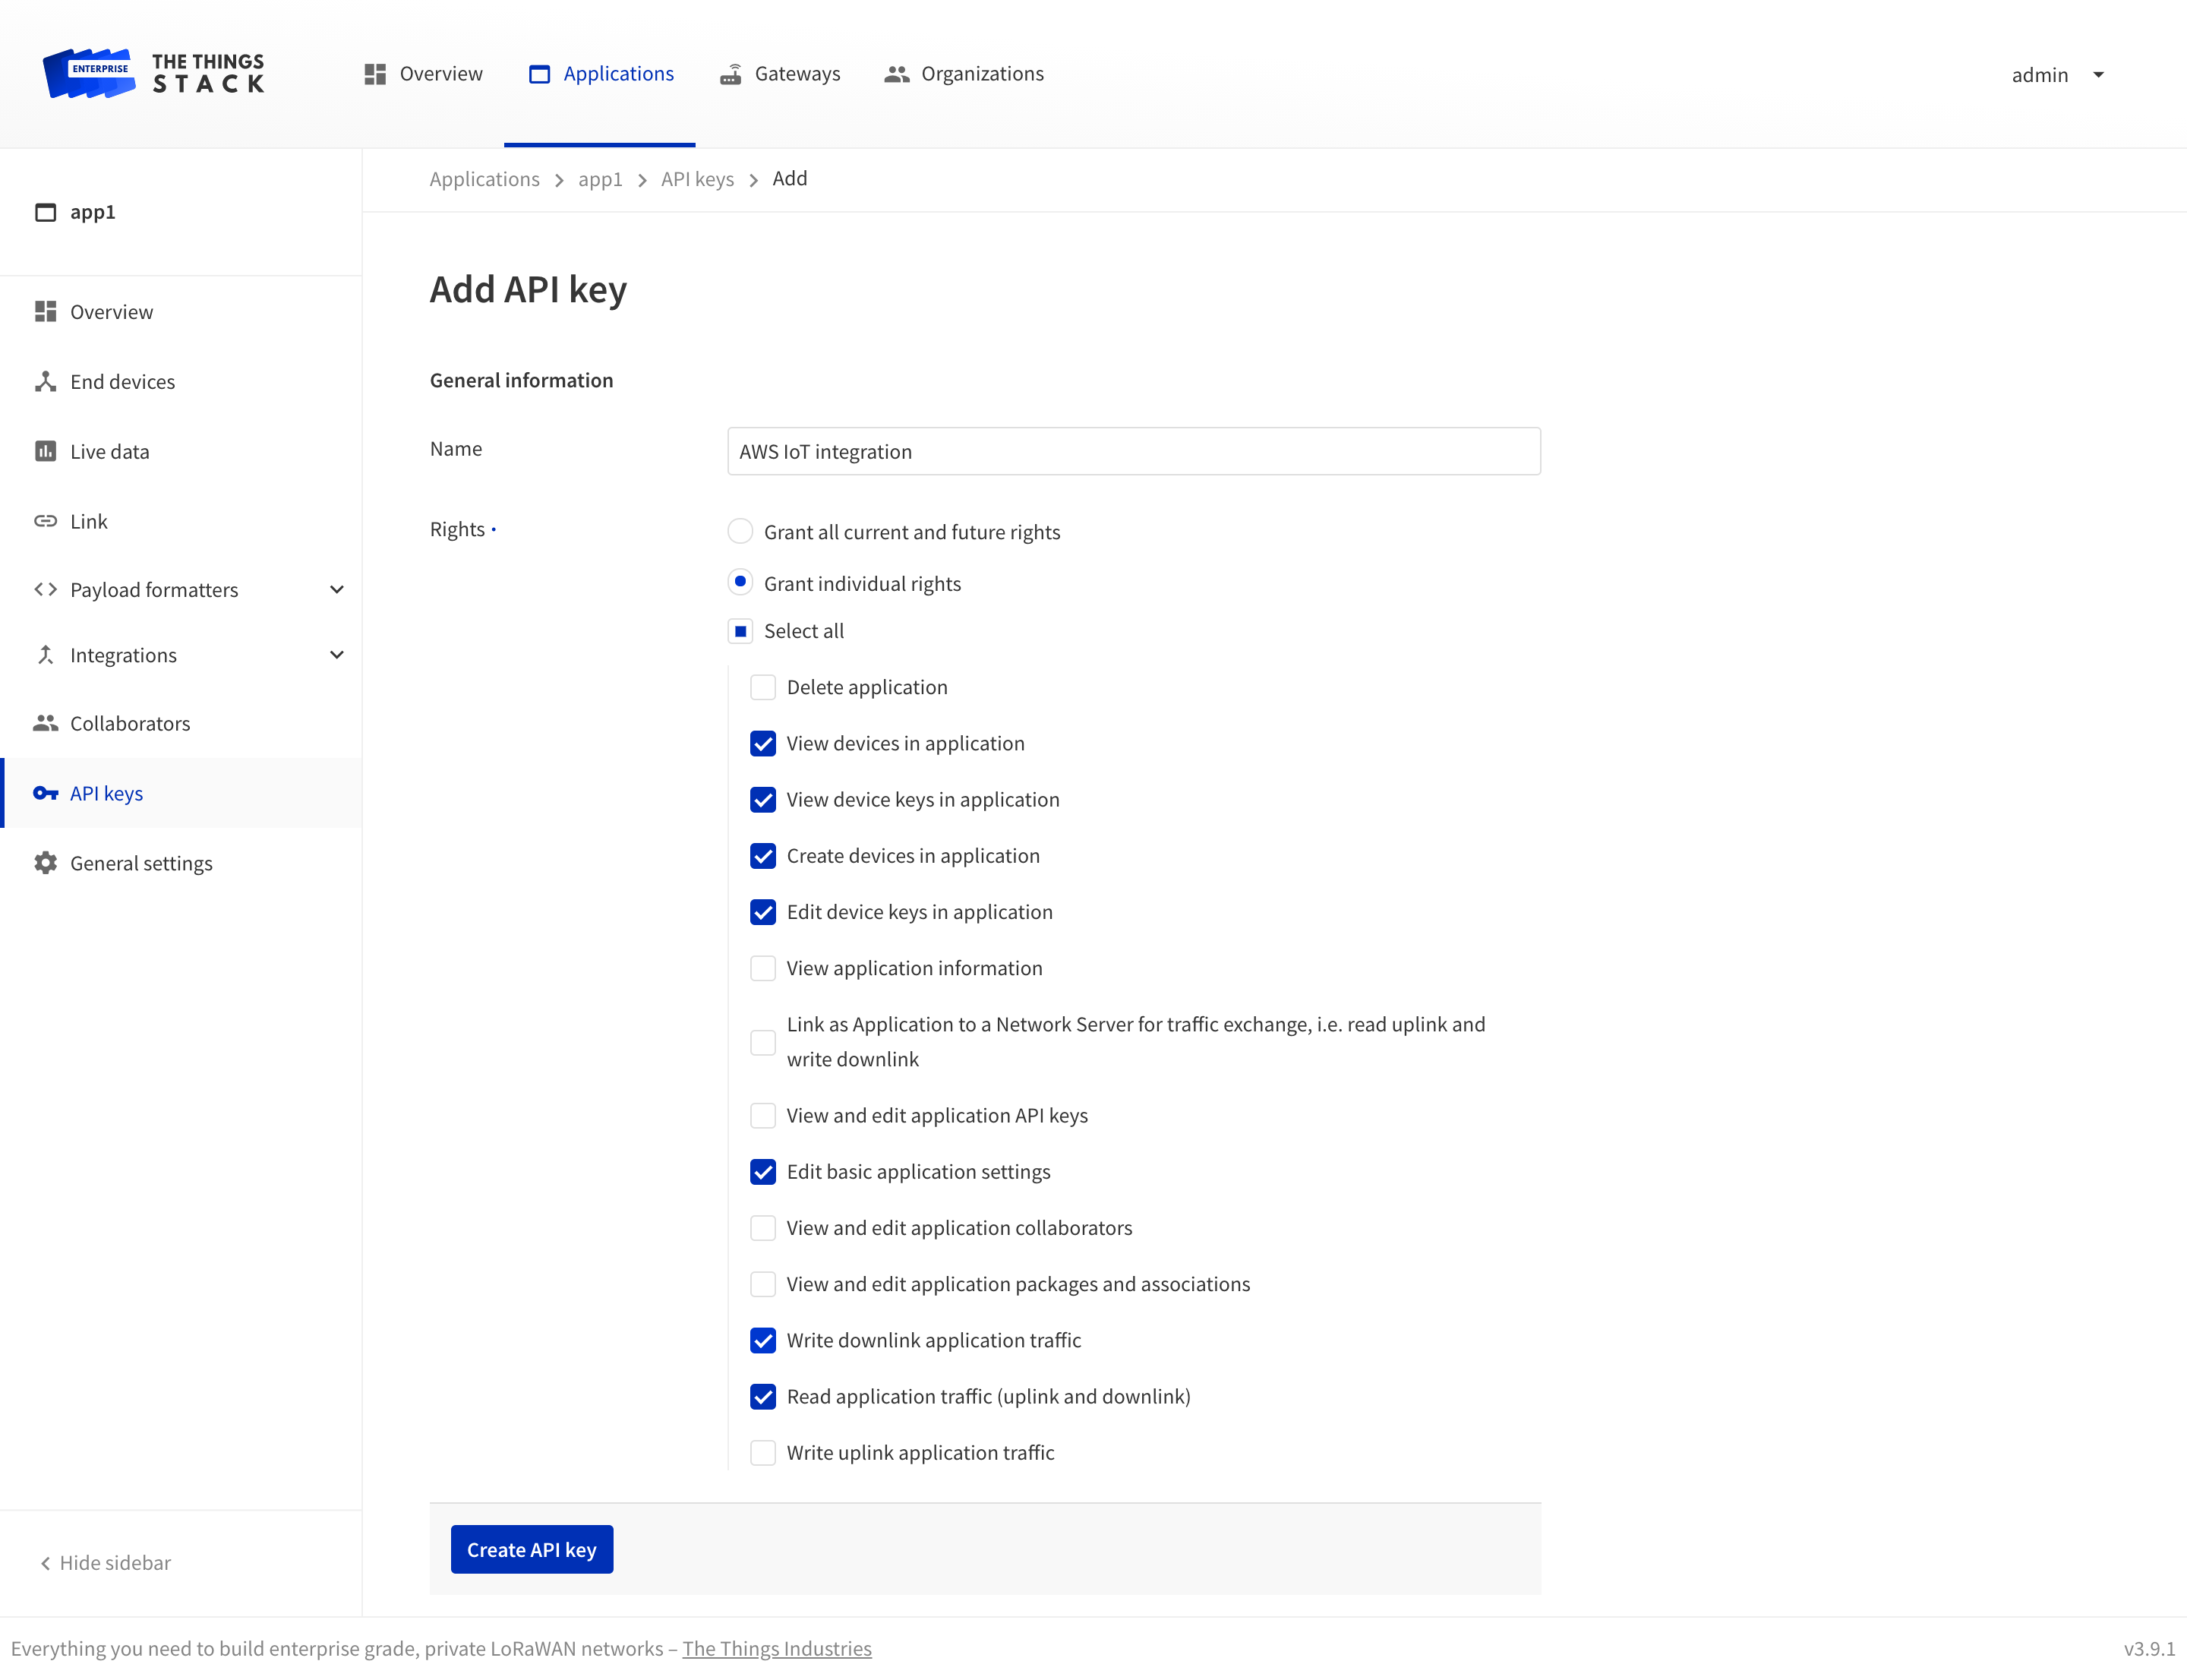 ENTERPRISE
THE THINGS
STACK
Overview
Applications
Gateways
Organizations
admin
app1
Overview
End devices
Live data
Link
Payload formatters
Integrations
Collaborators
API keys
General settings
Hide sidebar
Applications > app1 > API keys > Add
Add API key
General information
Name
AWS IoT integration
Rights •
Grant all current and future rights
Grant individual rights
Select all
Delete application
View devices in application
View device keys in application
Create devices in application
Edit device keys in application
View application information
Link as Application to a Network Server for traffic exchange, i.e. read uplink and
write downlink
View and edit application API keys
Edit basic application settings
View and edit application collaborators
View and edit application packages and associations
Write downlink application traffic
Read application traffic (uplink and downlink)
Write uplink application traffic
Create API key
Everything you need to build enterprise grade, private LoRaWAN networks – The Things Industries
v3.9.1